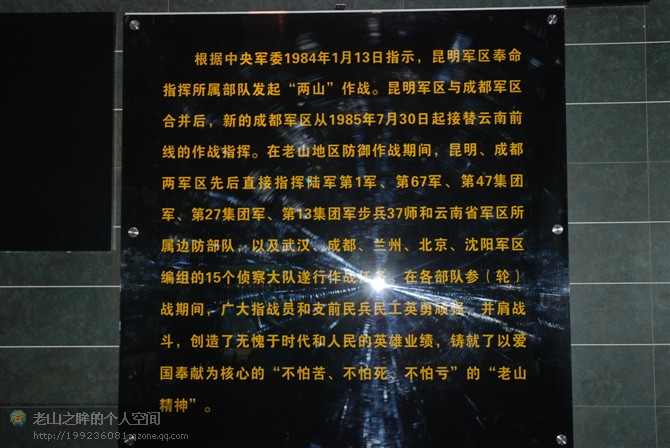 根据中央军委1984年1月13日指示，昆明军区奉命
指挥所属部队发起“两山”作战。昆明军区与成都军区
合并后，新的成都军区从1985年7月30日起接替云南前
线的作战指挥。在老山地区防御作战期间，昆明、成都
两军区先后直接指挥陆军第1军、第67军、第47集团
军、第27集团军、第13集团军步兵37师和云南省军区所
属边防部队，以及武汉、成都、兰州、北京、沈阳军区
编组的15个侦察大队遂行作战任务。在各部队参（轮）
战期间，广大指战员和支前民兵民工英勇顽强、并肩战
斗，创造了无愧于时代和人民的英雄业绩，铸就了以爱
国奉献为核心的“不怕苦、不怕死、不怕亏”的“老山
精神”。
老山之眸的个人空间
http://199236081.qzone.qq.com